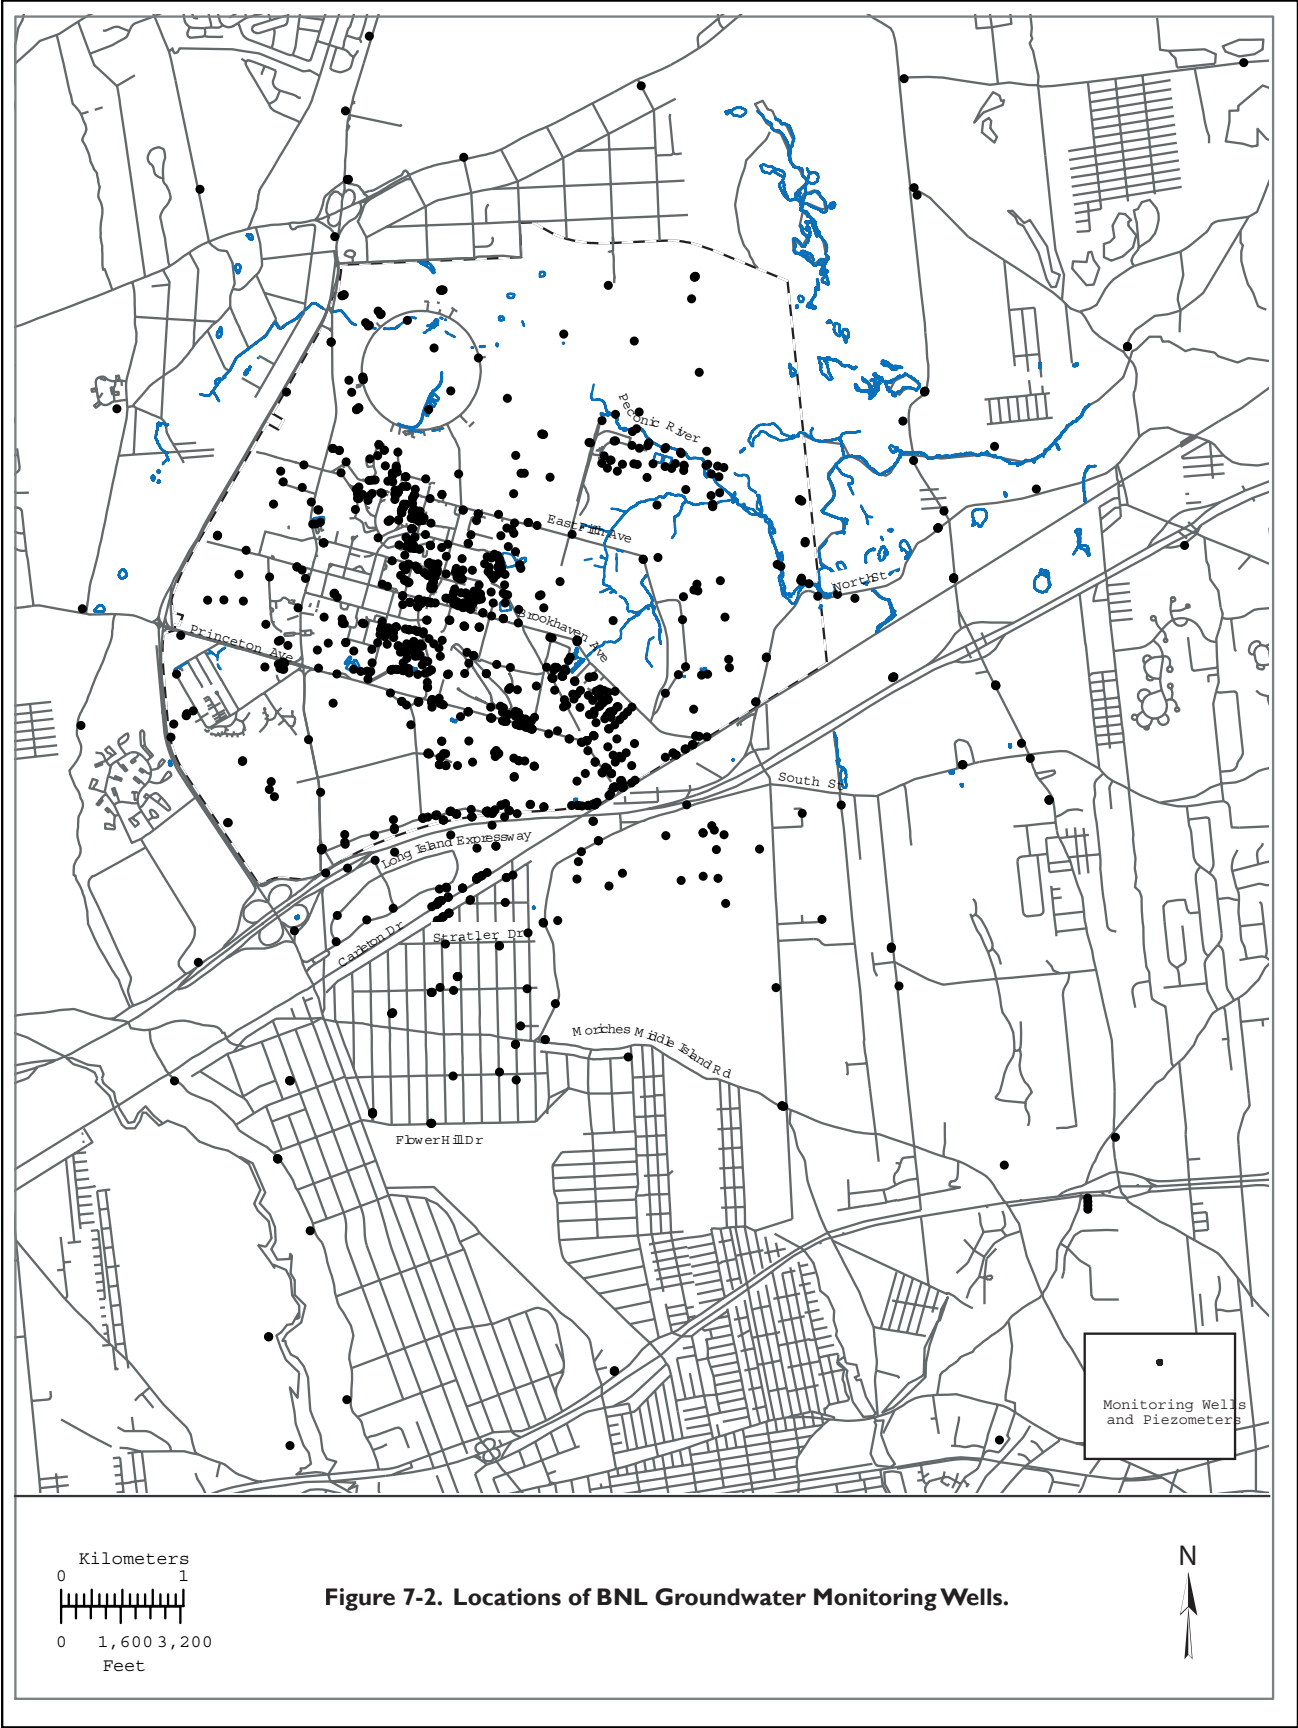 Peconic River
East Fifth Ave
North St
Brookhaven Ave
Princeton Ave
South St
Long Island Expressway
Carleton Dr
Stratler Dr
Moriches Middle Island Rd
Flower Hill Dr
Monitoring Wells
and Piezometers
Kilometers
0 1
0 1,600 3,200
Feet
Figure 7-2. Locations of BNL Groundwater Monitoring Wells.
N